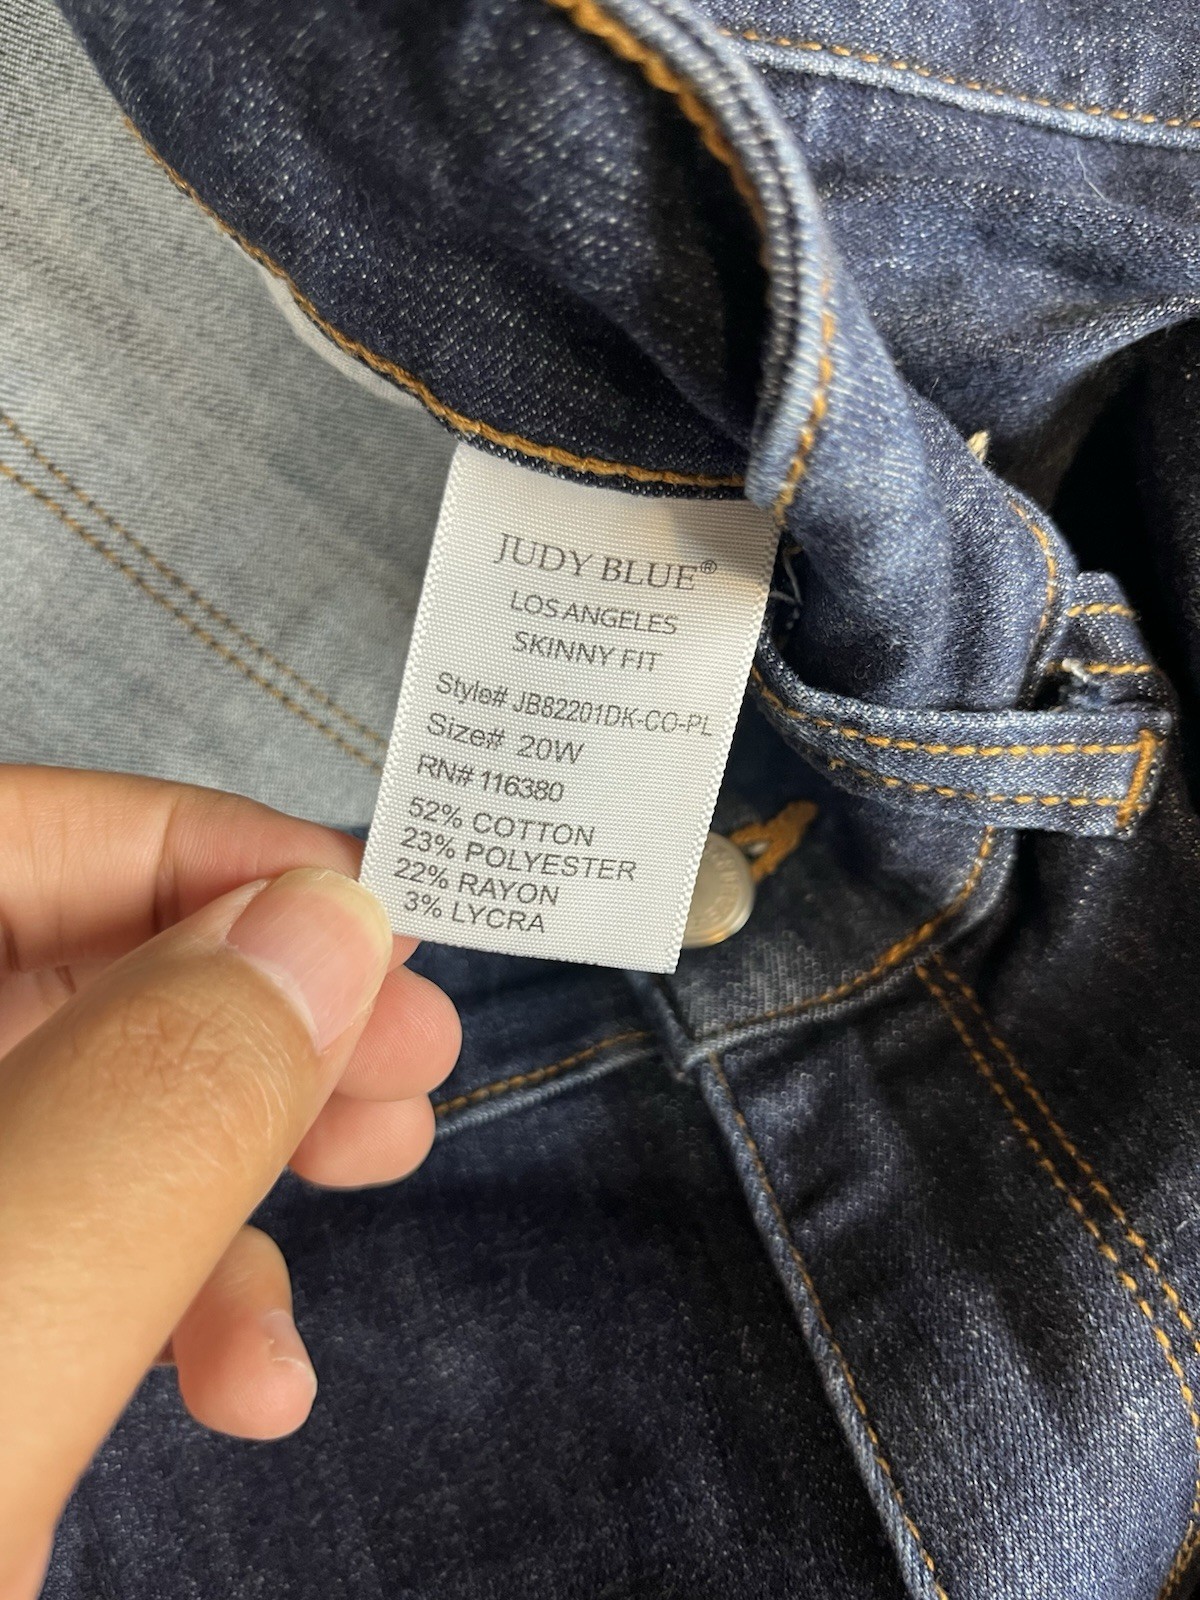 JUDY BLUE®
LOS ANGELES
SKINNY FIT
Style# JB82201DK-CO-PL
Size# 20W
RN# 116380
52% COTTON
23% POLYESTER
22% RAYON
3% LYCRA